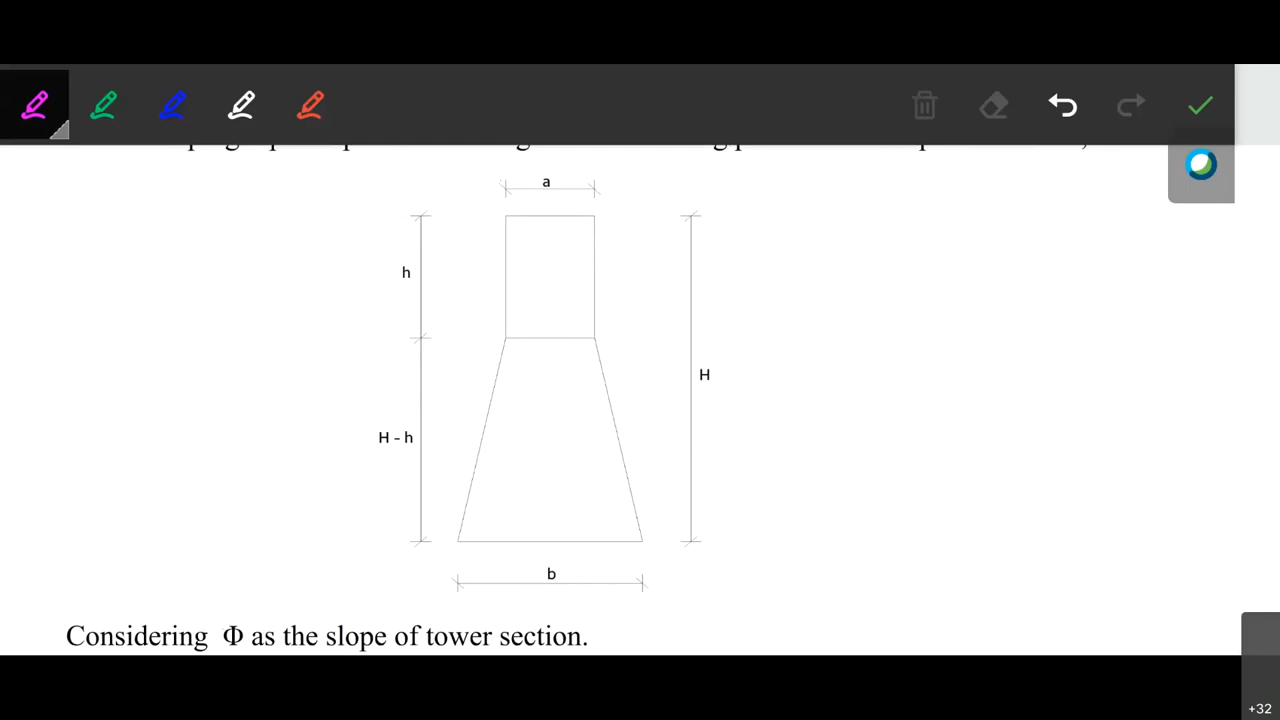 a
h
H
H - h
b
Considering Φ as the slope of tower section.
+32